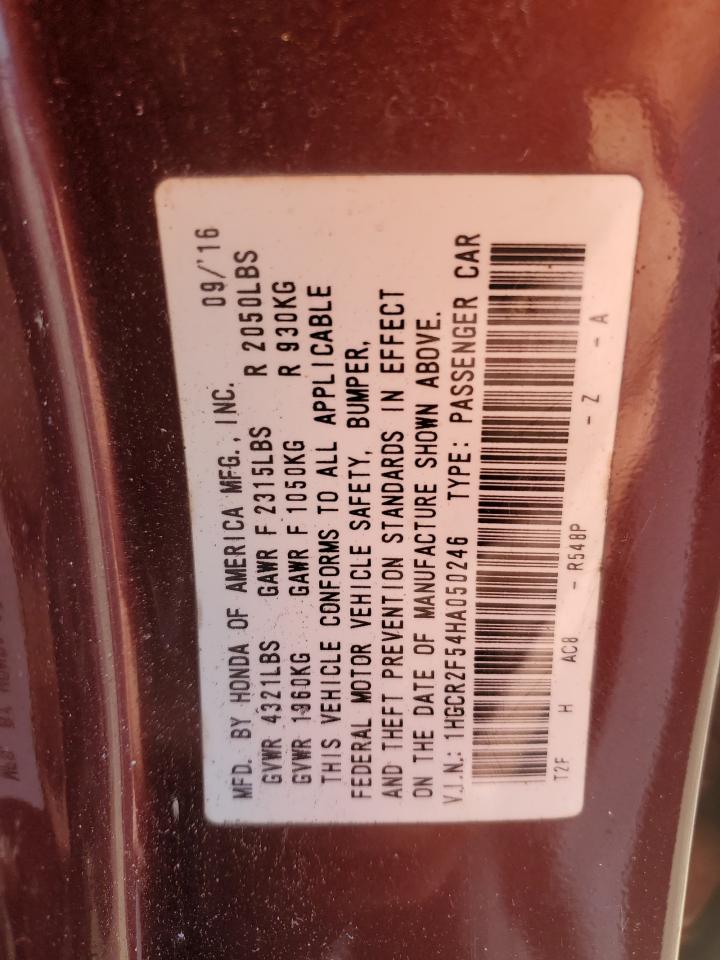 MFD. BY HONDA OF AMERICA MFG., INC. 09/'16
GVWR 4321LBS GAWR F 2315LBS R 2050LBS
GVWR 1960KG GAWR F 1050KG R 930KG
THIS VEHICLE CONFORMS TO ALL APPLICABLE
FEDERAL MOTOR VEHICLE SAFETY, BUMPER,
AND THEFT PREVENTION STANDARDS IN EFFECT
ON THE DATE OF MANUFACTURE SHOWN ABOVE.
V.I.N.: 1HGCR2F54HA050246 TYPE: PASSENGER CAR
T2F H AC8 - R548P - Z - A